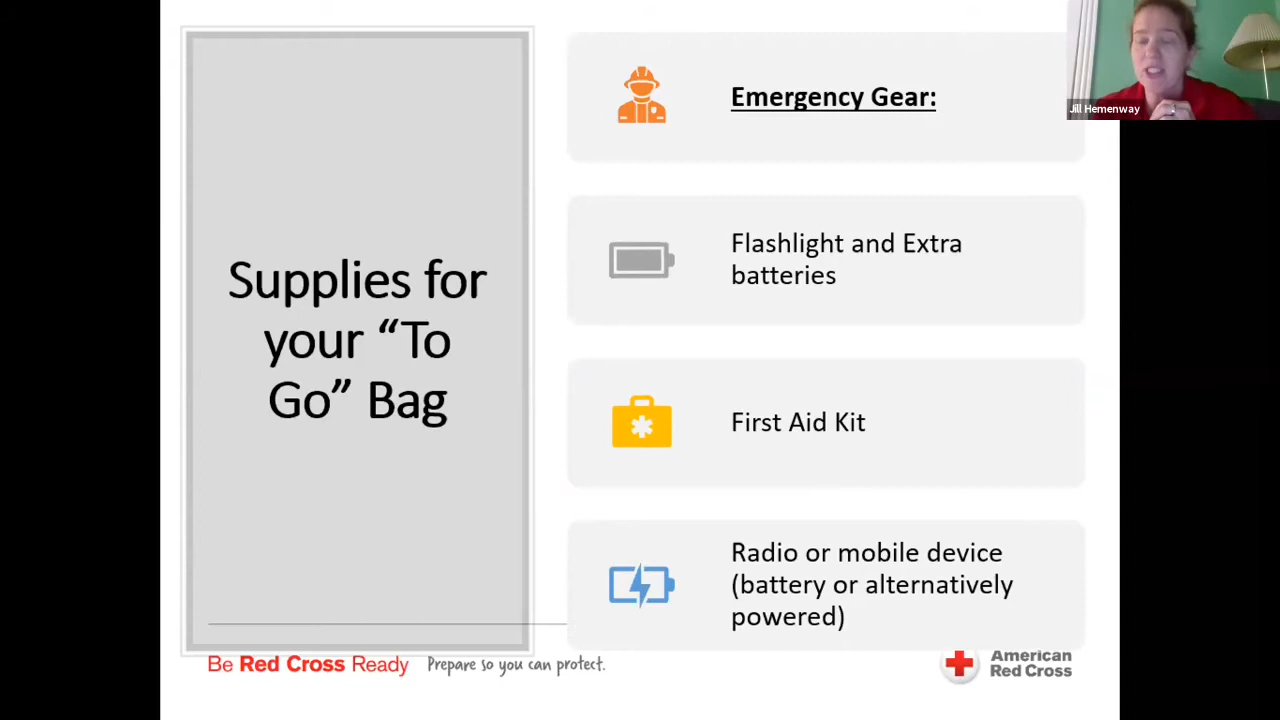 Supplies for
your “To
Go” Bag
Emergency Gear:
Flashlight and Extra
batteries
First Aid Kit
Radio or mobile device
(battery or alternatively
powered)
Jill Hemenway
Be Red Cross Ready Prepare so you can protect.
American
Red Cross